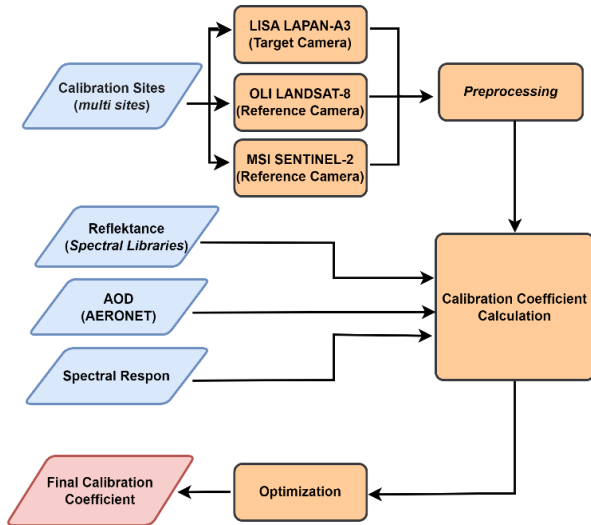 LISA LAPAN-A3
(Target Camera)
Calibration Sites
(multi sites)
OLI LANDSAT-8
(Reference Camera)
Preprocessing
MSI SENTINEL-2
(Reference Camera)
Reflektance
(Spectral Libraries)
AOD
(AERONET)
Calibration Coefficient
Calculation
Spectral Respon
Final Calibration
Coefficient
Optimization